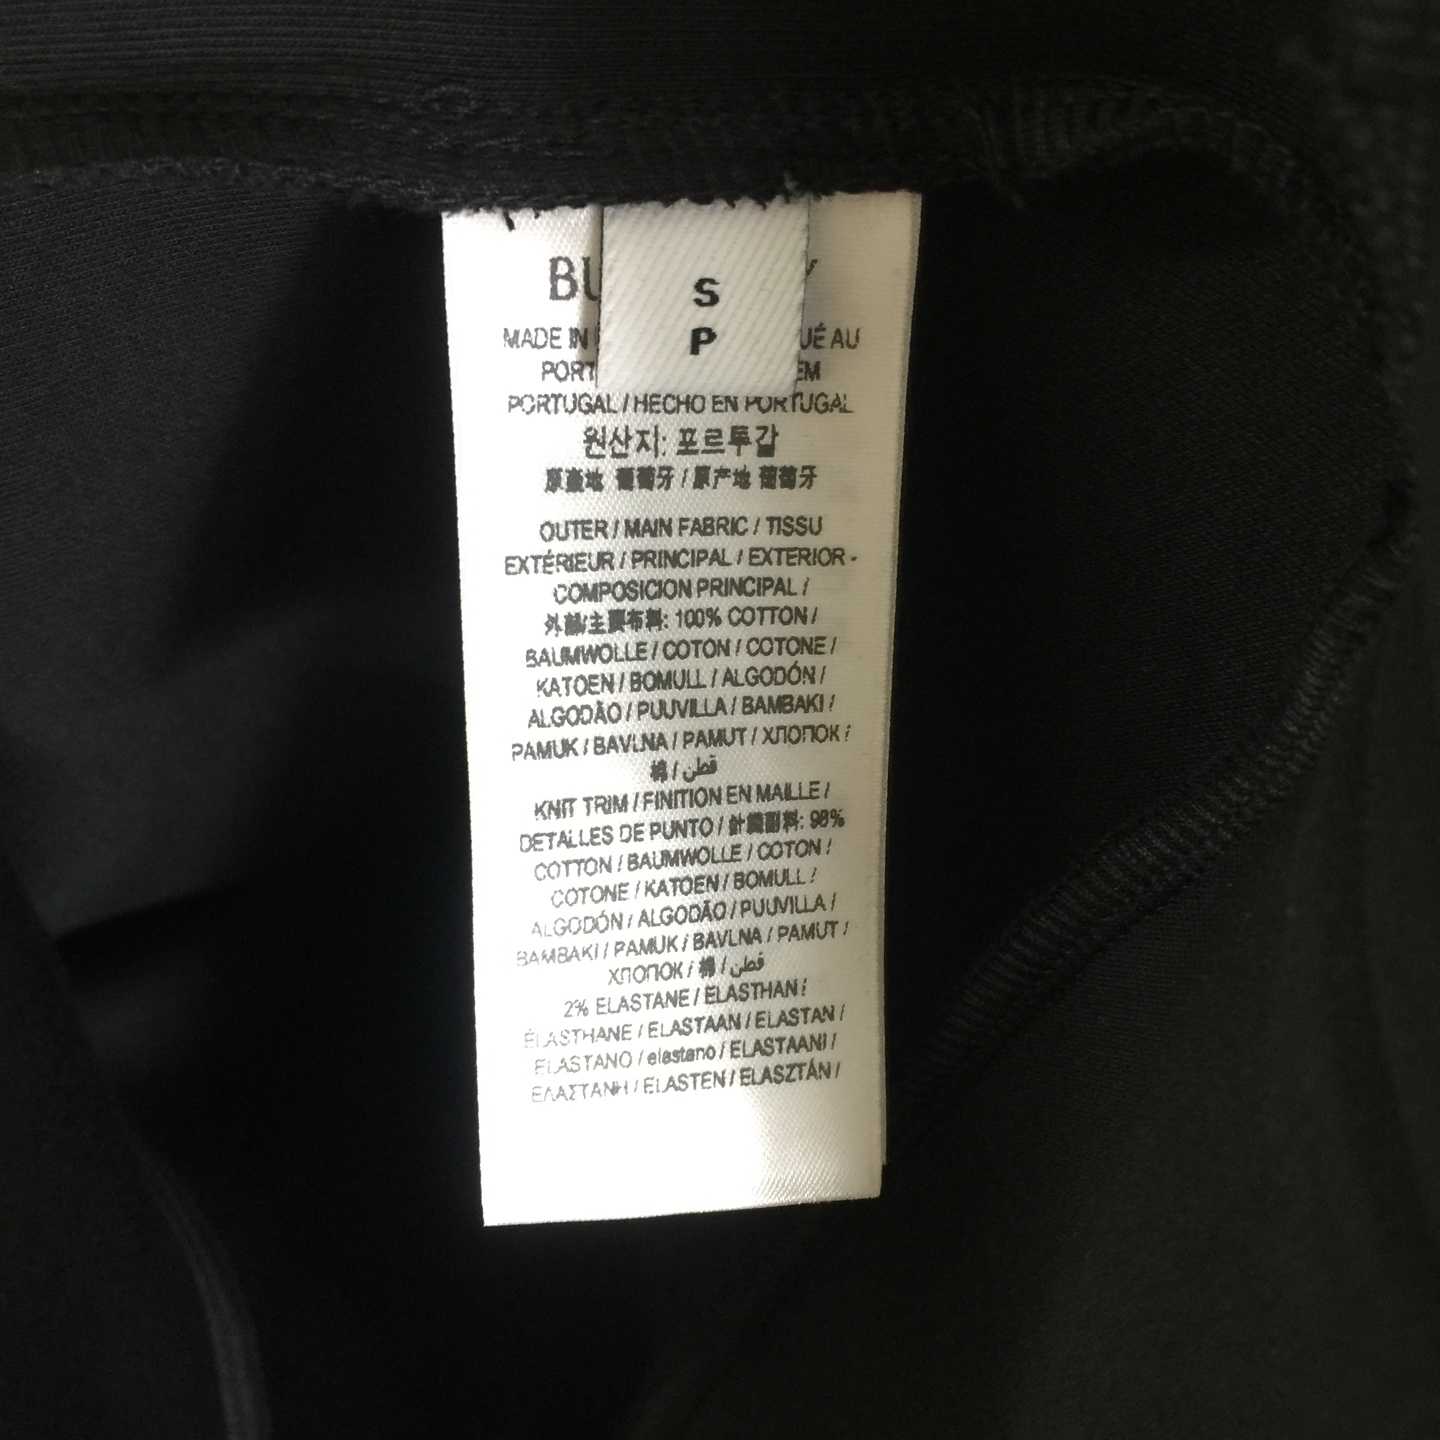 S
P
MADE IN
UÉ AU
PORT
EM
PORTUGAL / HECHO EN PORTUGAL
원산지: 포르투갈
原產地 葡萄牙 / 原产地 葡萄牙
OUTER / MAIN FABRIC / TISSU
EXTÉRIEUR / PRINCIPAL / EXTERIOR -
COMPOSICION PRINCIPAL /
外部/主要布料: 100% COTTON /
BAUMWOLLE / COTON / COTONE /
KATOEN / BOMULL / ALGODÓN /
ALGODÃO / PUUVILLA / BAMBAKI /
PAMUK / BAVLNA / PAMUT / ХЛОПОК /
棉 / قطن
KNIT TRIM / FINITION EN MAILLE /
DETALLES DE PUNTO / 針織副料: 98%
COTTON / BAUMWOLLE / COTON /
COTONE / KATOEN / BOMULL /
ALGODÓN / ALGODÃO / PUUVILLA /
BAMBAKI / PAMUK / BAVLNA / PAMUT /
ХЛОПОК / 棉 / قطن
2% ELASTANE / ELASTHAN /
ÉLASTHANE / ELASTAAN / ELASTAN /
ELASTANO / elastano / ELASTAANI /
ΕΛΑΣΤΑΝΗ / ELASTEN / ELASZTÁN /